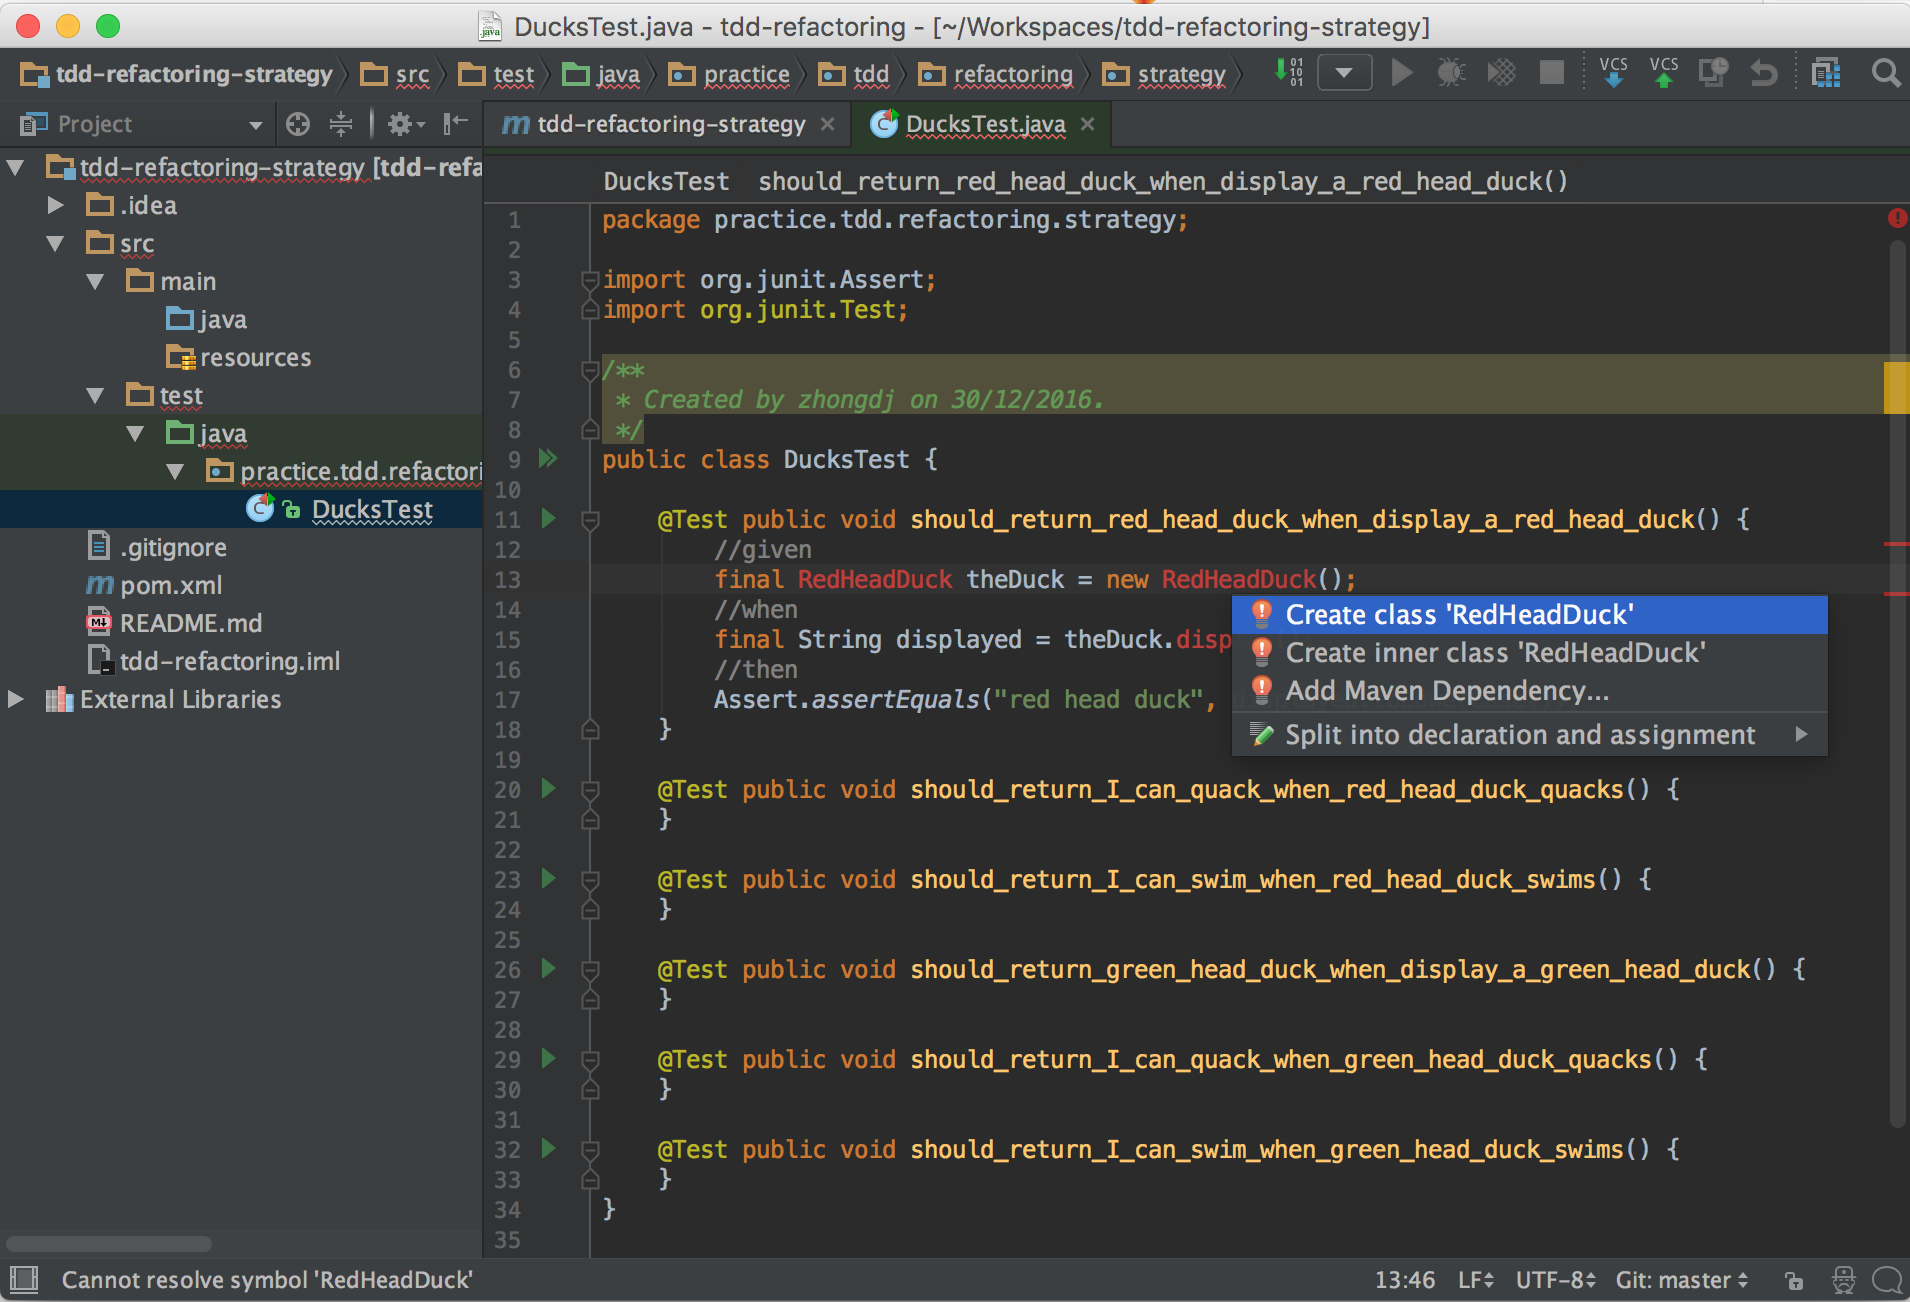 DucksTest.java - tdd-refactoring - [~/Workspaces/tdd-refactoring-strategy]
tdd-refactoring-strategy src test java practice tdd refactoring strategy VCS VCS
Project
tdd-refactoring-strategy DucksTest.java
tdd-refactoring-strategy [tdd-refa
.idea
src
main
java
resources
test
java
practice.tdd.refactori
DucksTest
.gitignore
pom.xml
README.md
tdd-refactoring.iml
External Libraries
DucksTest should_return_red_head_duck_when_display_a_red_head_duck()
1 package practice.tdd.refactoring.strategy;
2
3 import org.junit.Assert;
4 import org.junit.Test;
5
6 /**
7 * Created by zhongdj on 30/12/2016.
8 */
9 public class DucksTest {
10
11 @Test public void should_return_red_head_duck_when_display_a_red_head_duck() {
12 //given
13 final RedHeadDuck theDuck = new RedHeadDuck();
14 //when
15 final String displayed = theDuck.disp
16 //then
17 Assert.assertEquals("red head duck",
18 }
19
20 @Test public void should_return_I_can_quack_when_red_head_duck_quacks() {
21 }
22
23 @Test public void should_return_I_can_swim_when_red_head_duck_swims() {
24 }
25
26 @Test public void should_return_green_head_duck_when_display_a_green_head_duck() {
27 }
28
29 @Test public void should_return_I_can_quack_when_green_head_duck_quacks() {
30 }
31
32 @Test public void should_return_I_can_swim_when_green_head_duck_swims() {
33 }
34 }
35
Create class 'RedHeadDuck'
Create inner class 'RedHeadDuck'
Add Maven Dependency...
Split into declaration and assignment
Cannot resolve symbol 'RedHeadDuck' 13:46 LF UTF-8 Git: master